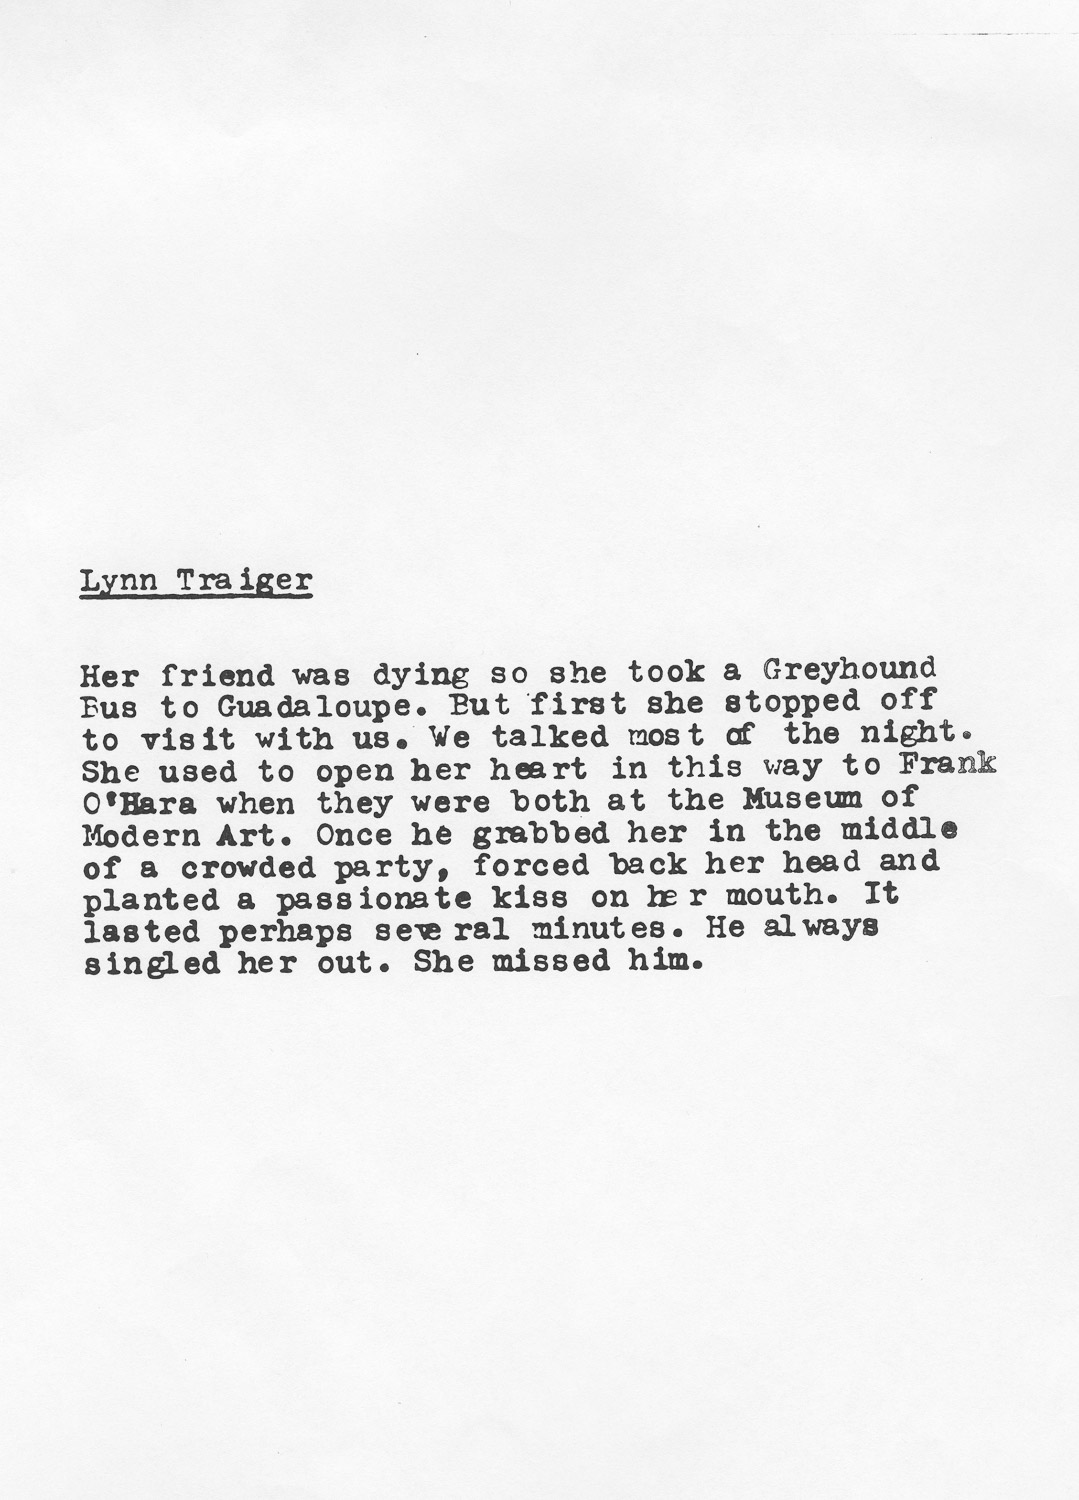 Lynn Traiger
Her friend was dying so she took a Greyhound
Bus to Guadaloupe. But first she stopped off
to visit with us. We talked most of the night.
She used to open her heart in this way to Frank
O'Hara when they were both at the Museum of
Modern Art. Once he grabbed her in the middle
of a crowded party, forced back her head and
planted a passionate kiss on her mouth. It
lasted perhaps several minutes. He always
singled her out. She missed him.